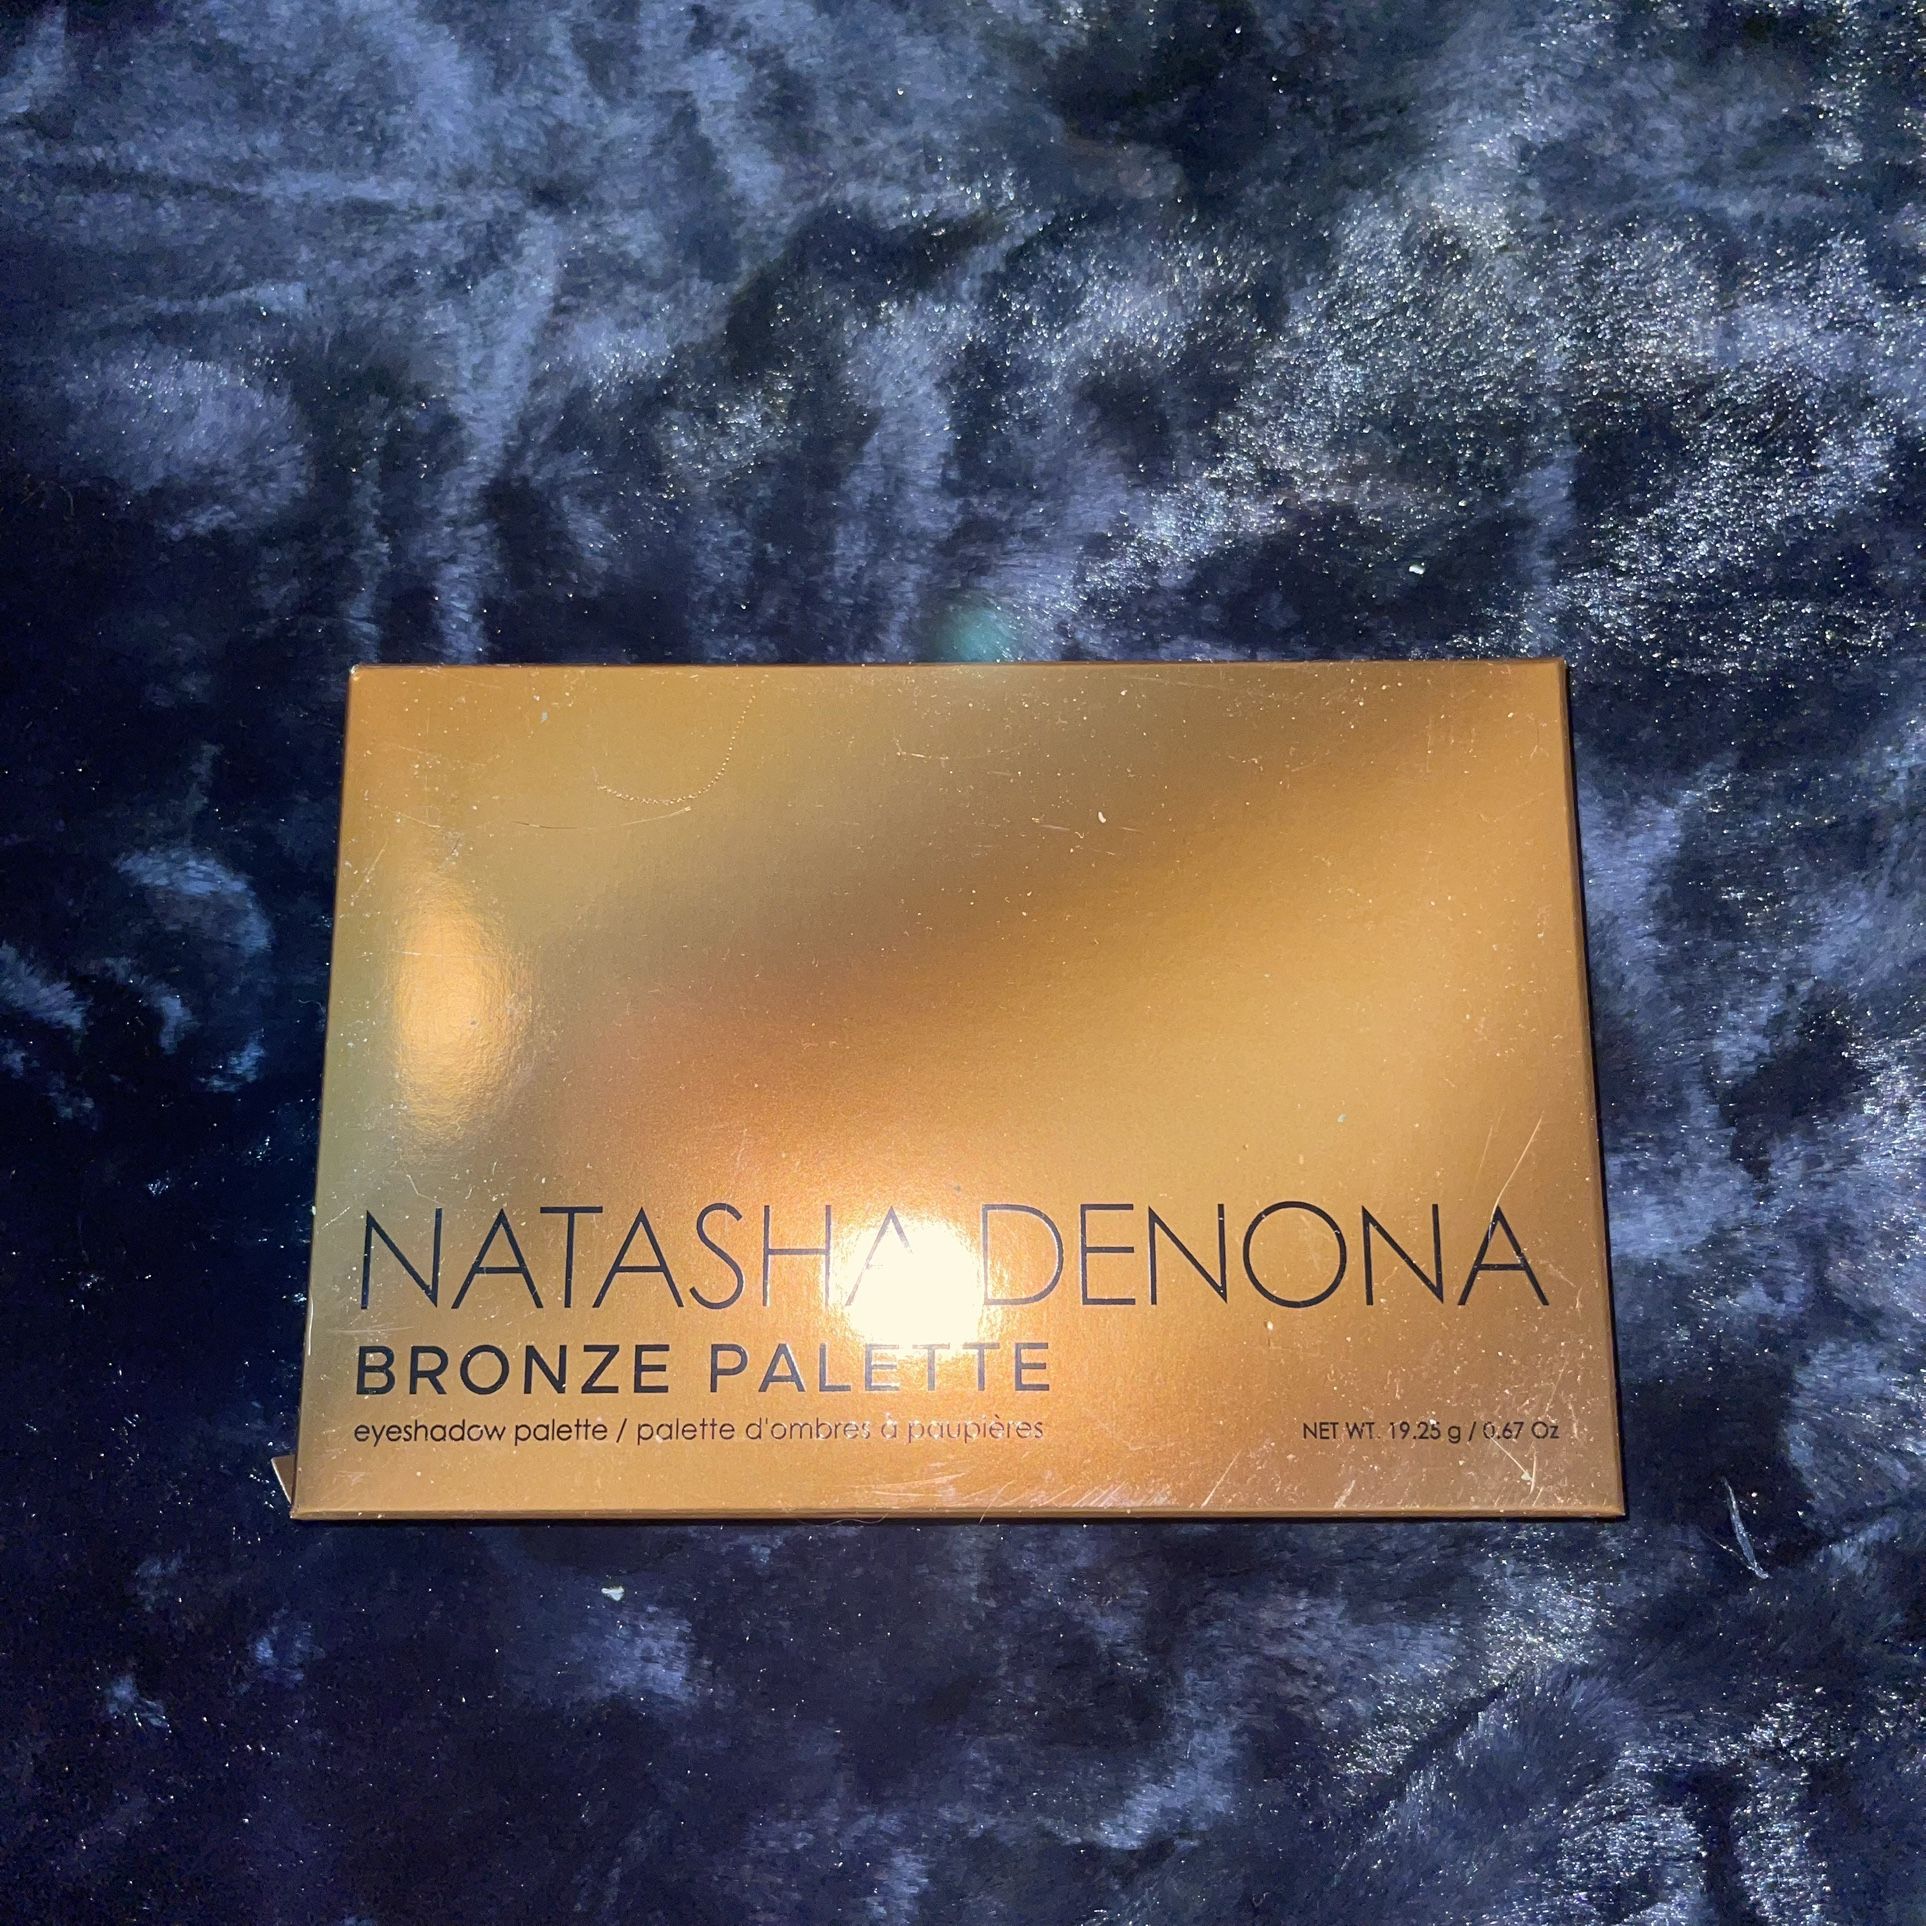 NATASHA DENONA
BRONZE PALETTE
eyeshadow palette / palette d'ombres à paupières
NET WT. 19.25 g / 0.67 Oz